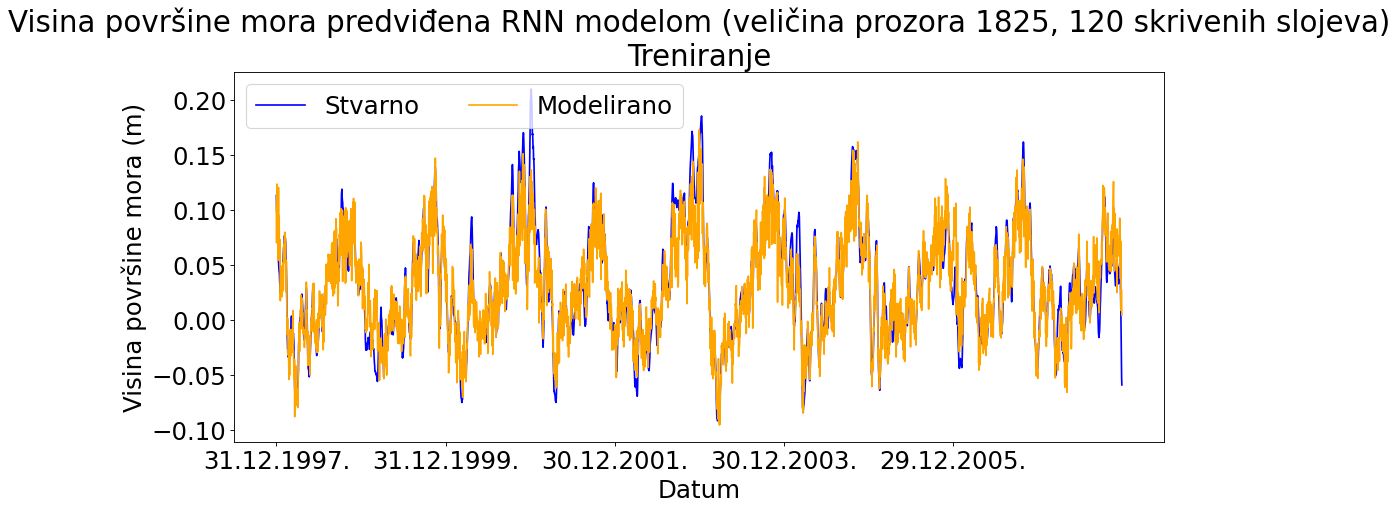 Visina površine mora predviđena RNN modelom (veličina prozora 1825, 120 skrivenih slojeva)
Treniranje
Stvarno
Modelirano
Visina površine mora (m)
0.20
0.15
0.10
0.05
0.00
−0.05
−0.10
31.12.1997.
31.12.1999.
30.12.2001.
30.12.2003.
29.12.2005.
Datum